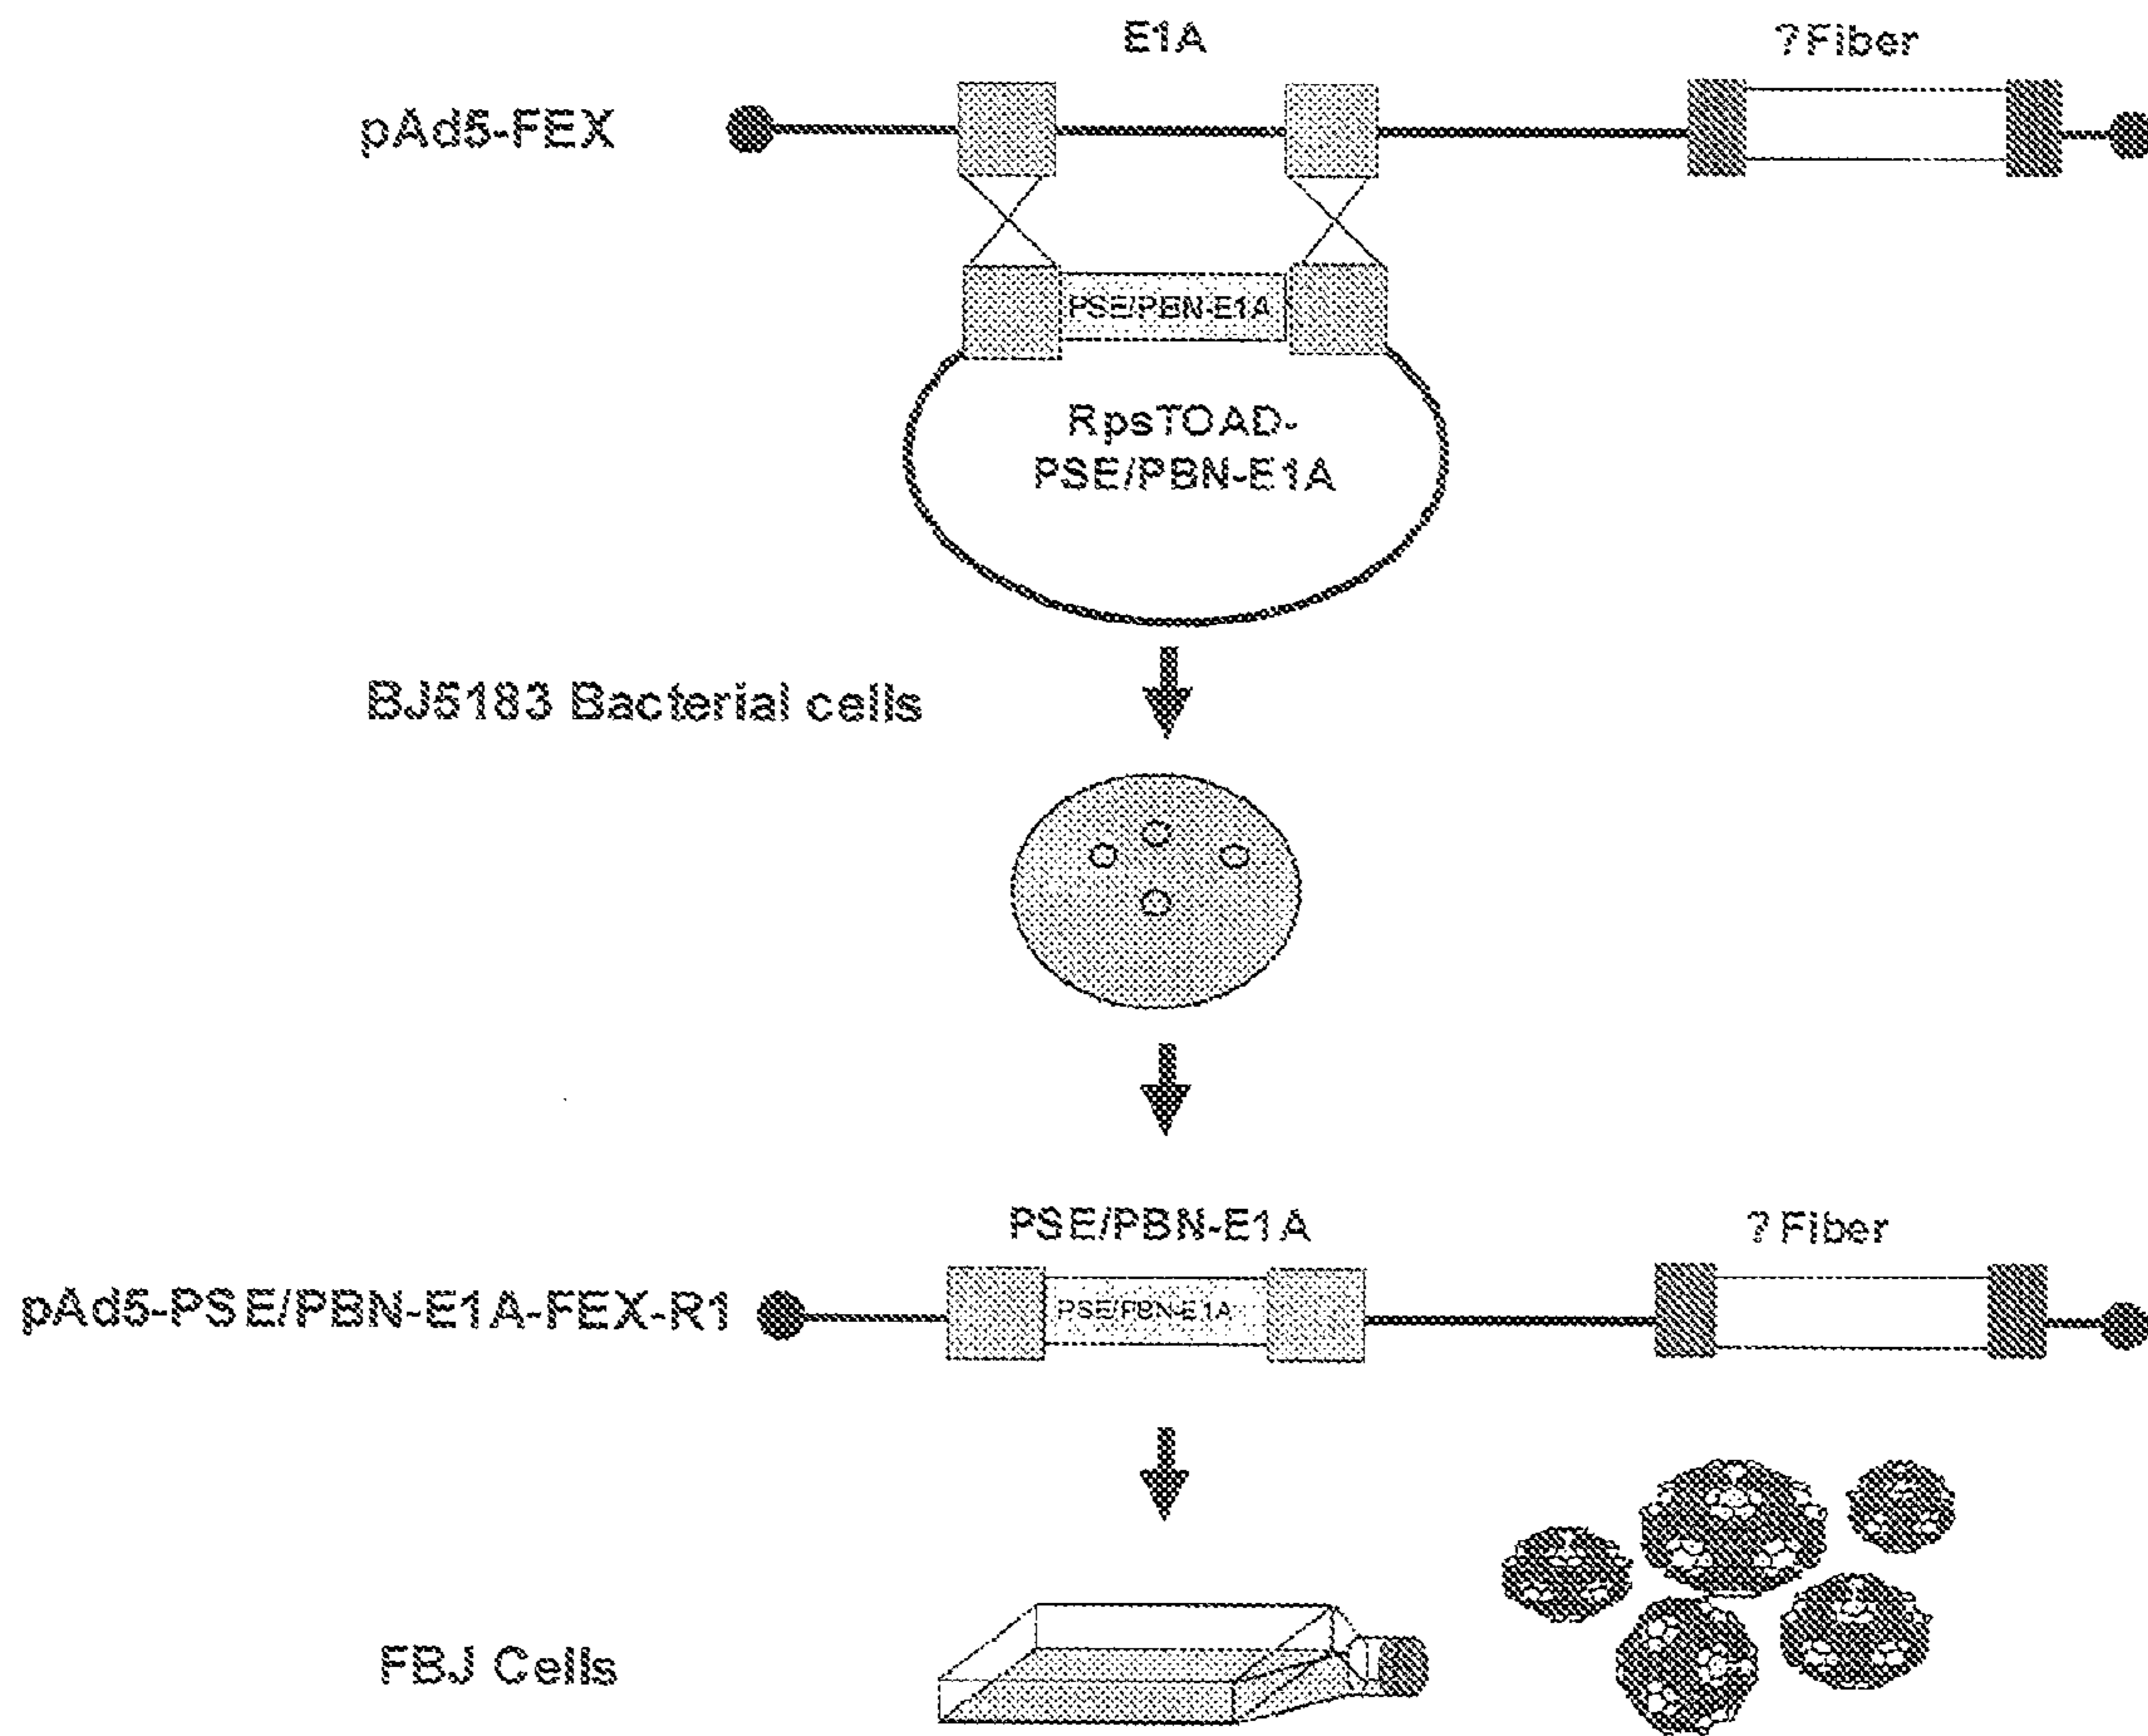 E1A
?Fiber
pAd5-FEX
PSE/PBN-E1A
RpsTOAD-
PSE/PBN-E1A
BJ5183 Bacterial cells
PSE/PBN-E1A
?Fiber
pAd5-PSE/PBN-E1A-FEX-R1
PSE/PBN-E1A
FBJ Cells